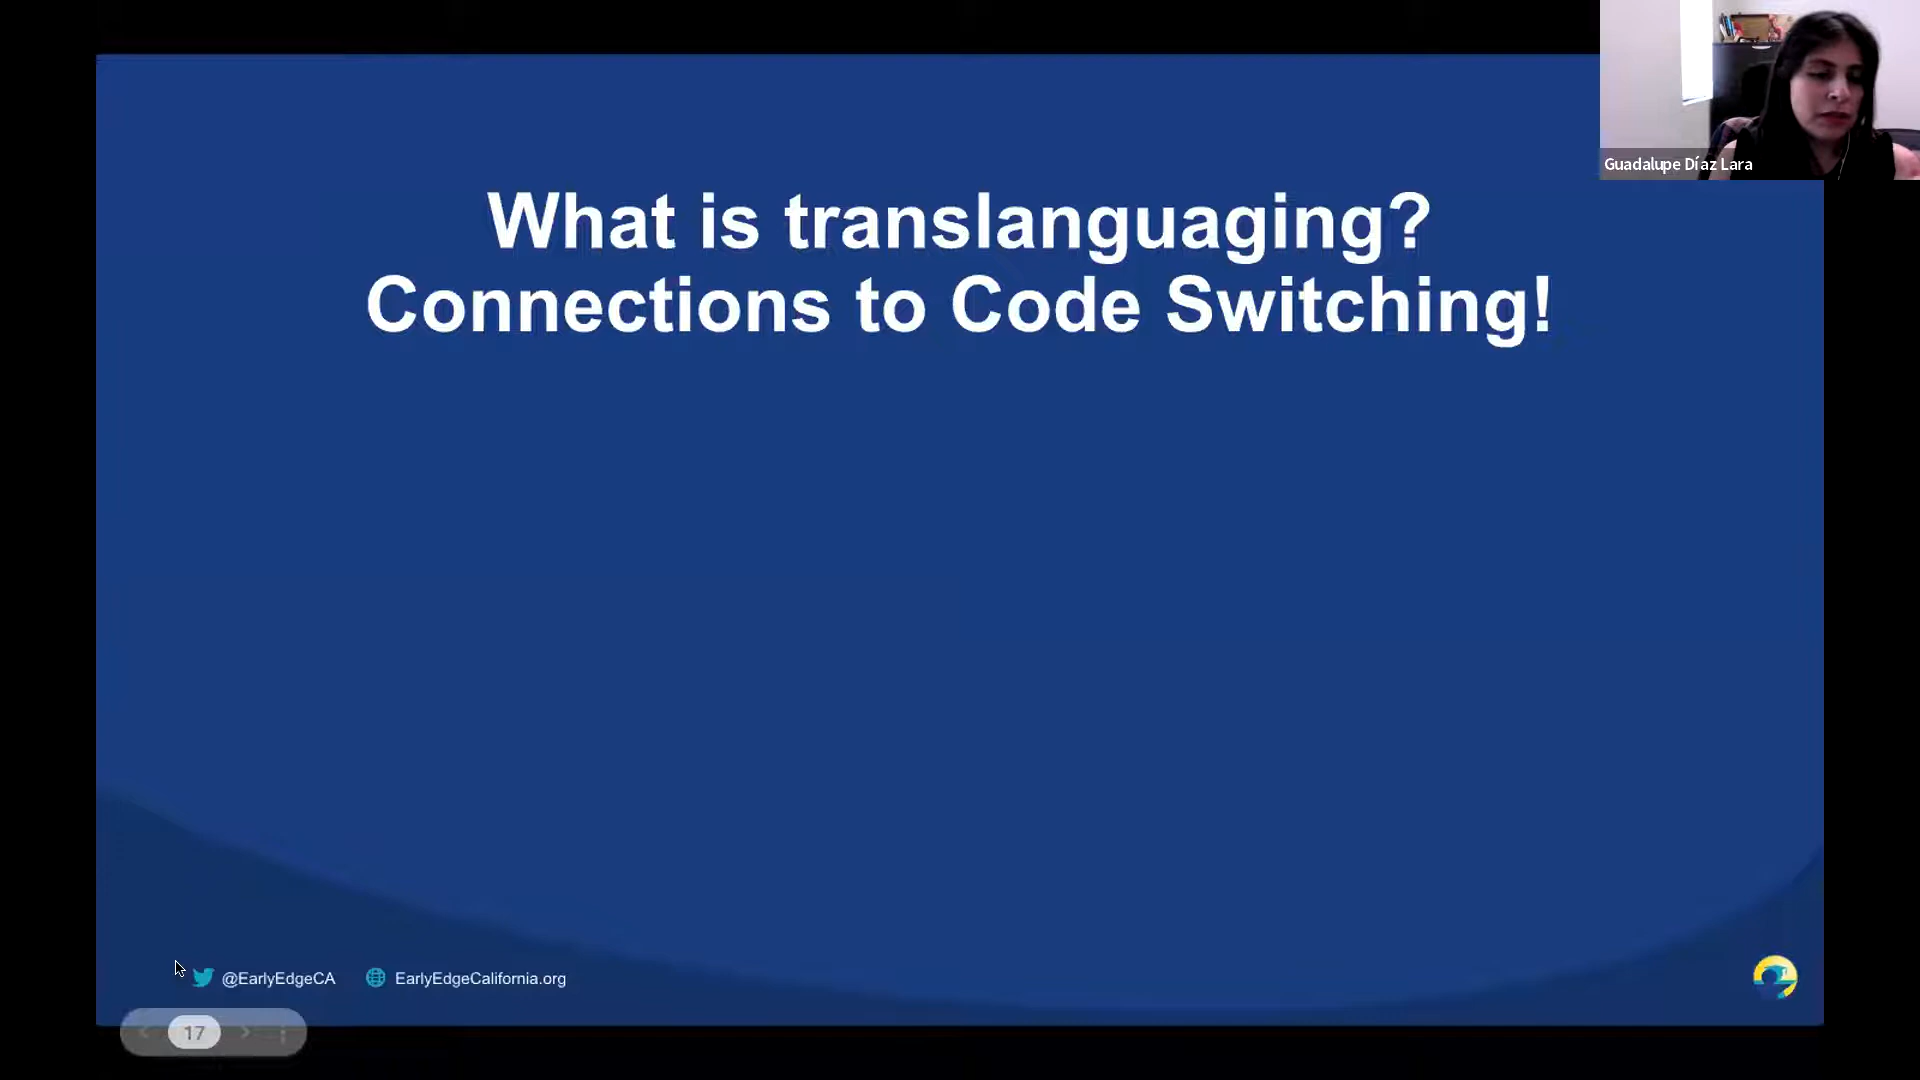 Guadalupe Díaz Lara
What is translanguaging?
Connections to Code Switching!
@EarlyEdgeCA
EarlyEdgeCalifornia.org
17